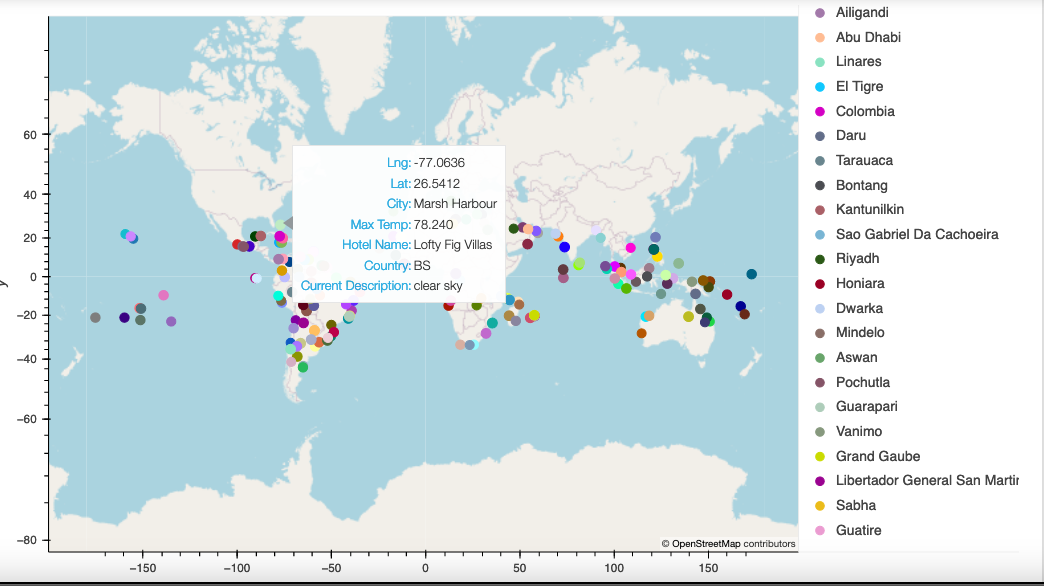 Lng: -77.0636
Lat: 26.5412
City: Marsh Harbour
Max Temp: 78.240
Hotel Name: Lofty Fig Villas
Country: BS
Current Description: clear sky
60
40
20
0
−20
−40
−60
−80
y
−150
−100
−50
0
50
100
150
© OpenStreetMap contributors
Ailigandi
Abu Dhabi
Linares
El Tigre
Colombia
Daru
Tarauaca
Bontang
Kantunilkin
Sao Gabriel Da Cachoeira
Riyadh
Honiara
Dwarka
Mindelo
Aswan
Pochutla
Guarapari
Vanimo
Grand Gaube
Libertador General San Martin
Sabha
Guatire